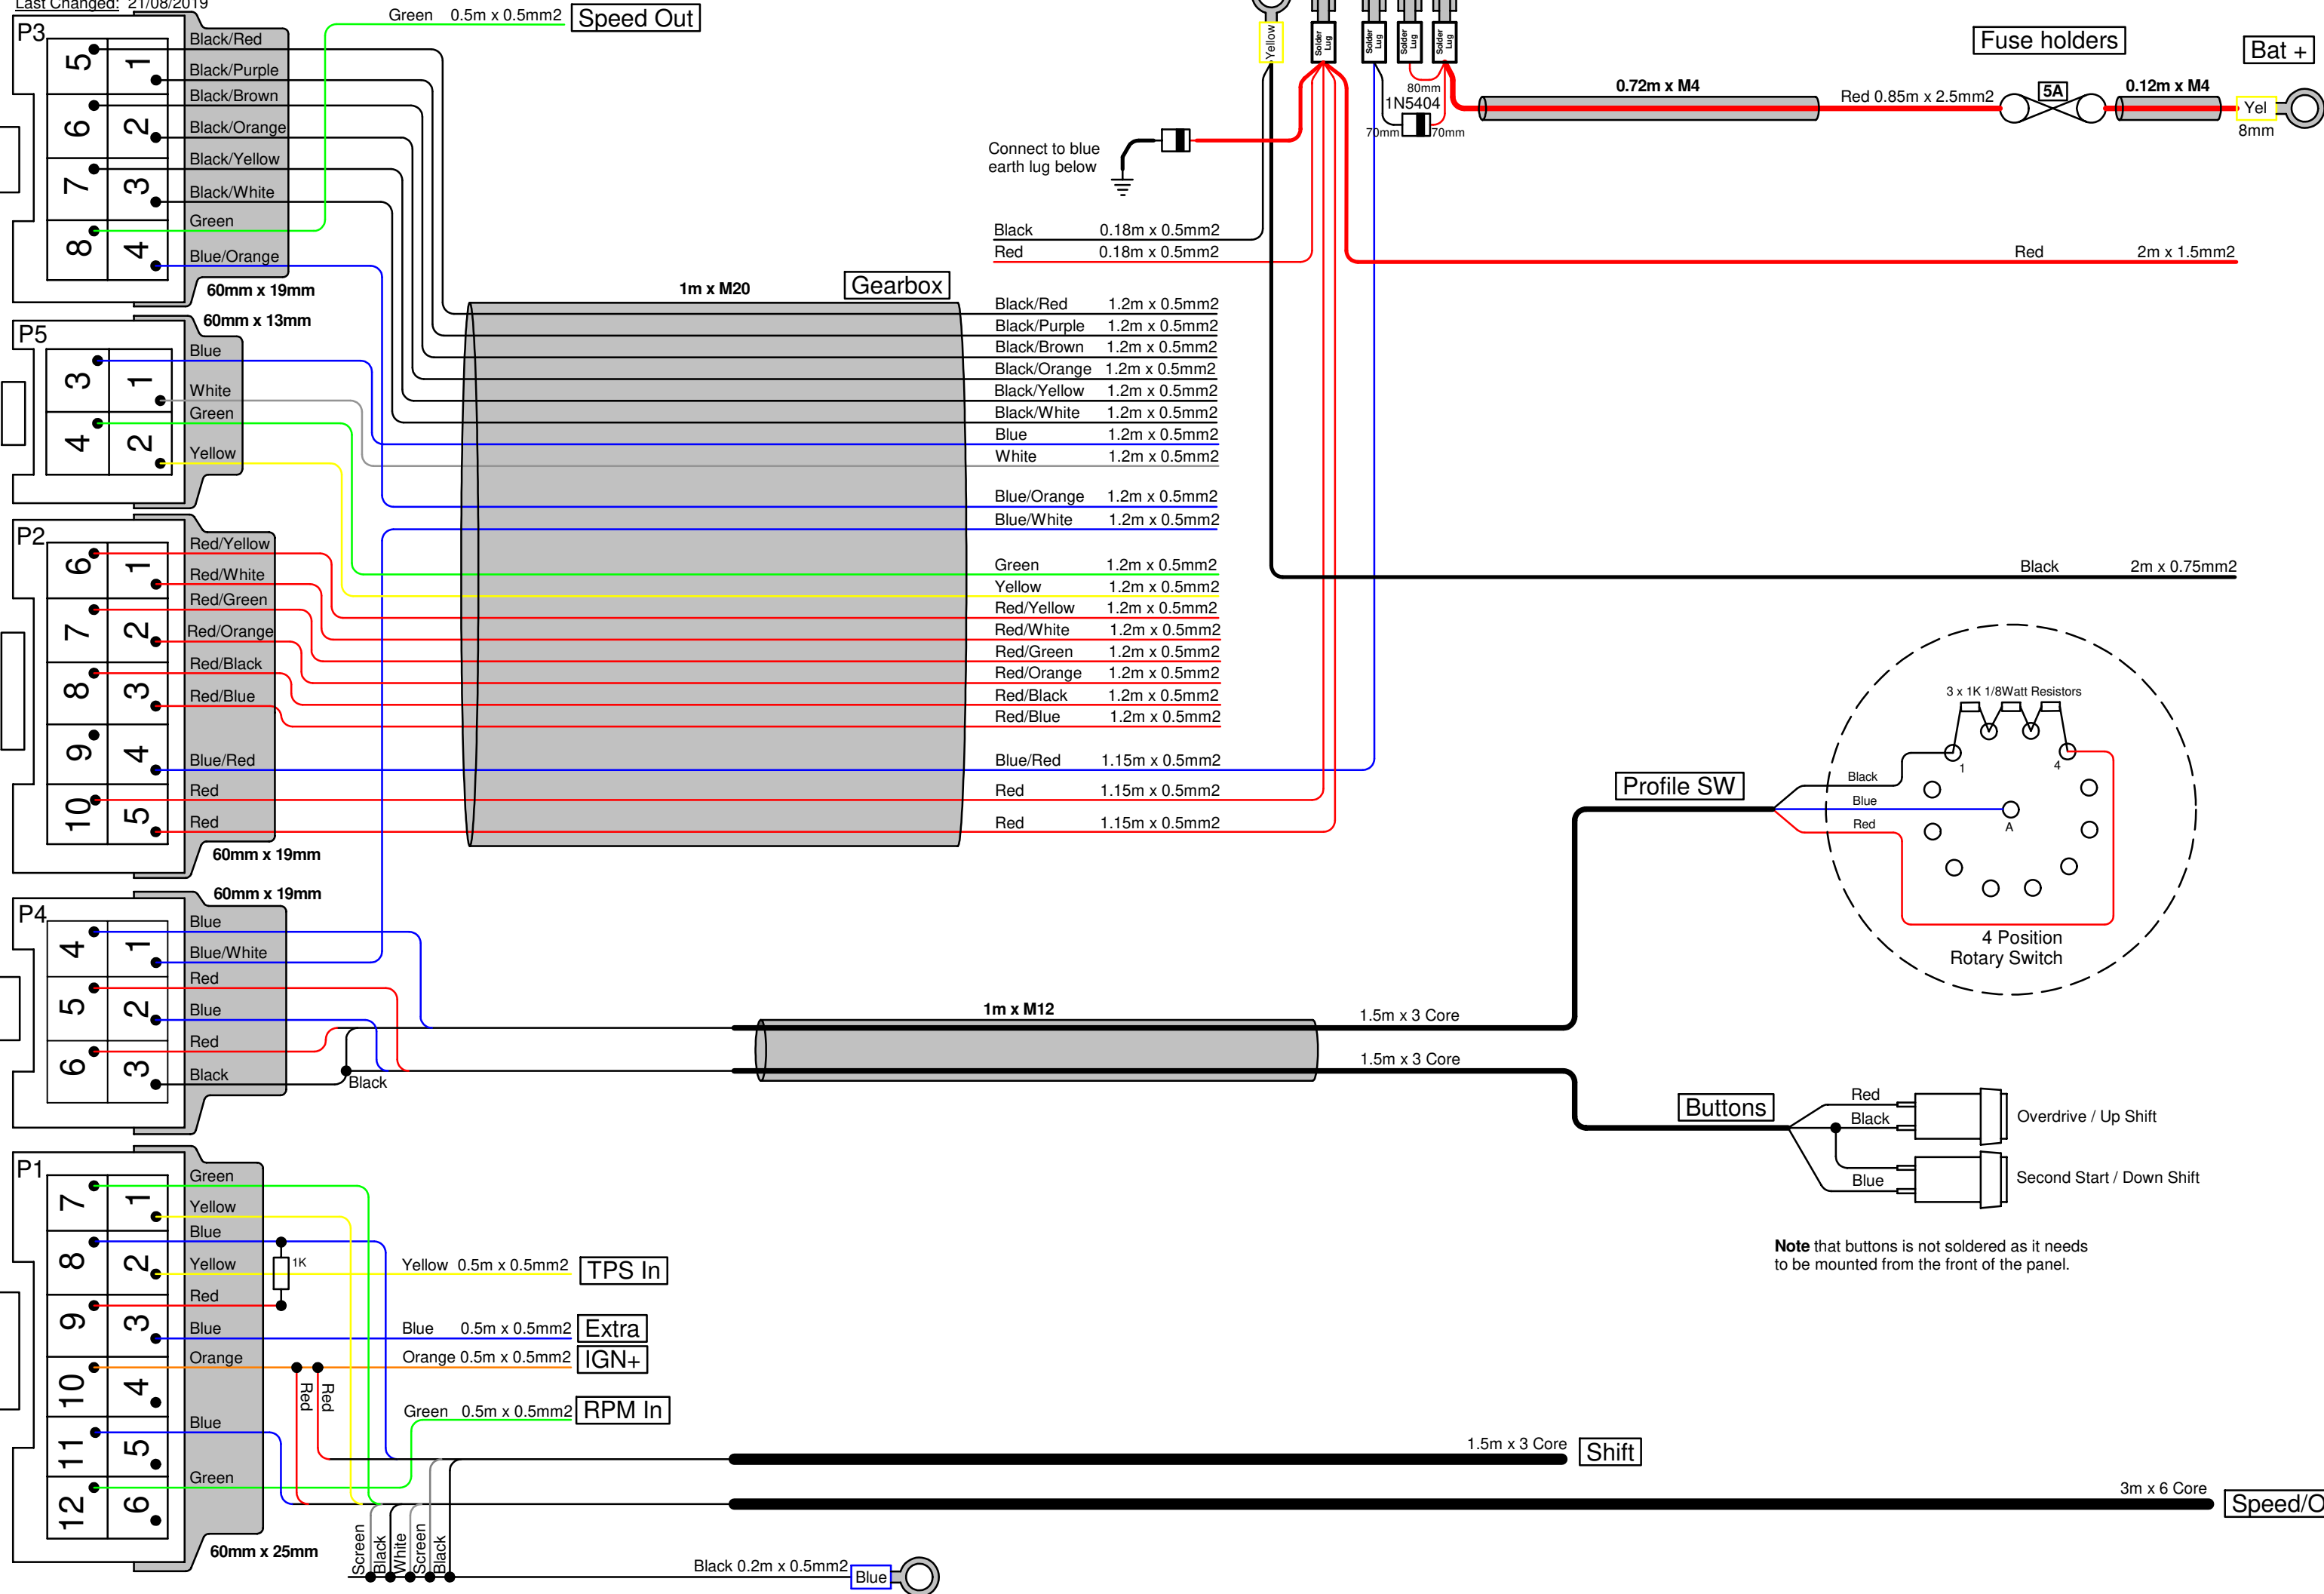 Last Changed: 21/08/2019
Green 0.5m x 0.5mm2 Speed Out
P3
5 1
6 2
7 3
8 4
Black/Red
Black/Purple
Black/Brown
Black/Orange
Black/Yellow
Black/White
Green
Blue/Orange
60mm x 19mm
Yellow
Solder Lug
Solder Lug
Solder Lug
Solder Lug
80mm
1N5404
70mm 70mm
0.72m x M4
Red 0.85m x 2.5mm2
Fuse holders
5A
0.12m x M4
Bat +
Yel
8mm
Connect to blue
earth lug below
Black 0.18m x 0.5mm2
Red 0.18m x 0.5mm2
Red 2m x 1.5mm2
60mm x 13mm
P5
3 1
4 2
Blue
White
Green
Yellow
1m x M20
Gearbox
Black/Red 1.2m x 0.5mm2
Black/Purple 1.2m x 0.5mm2
Black/Brown 1.2m x 0.5mm2
Black/Orange 1.2m x 0.5mm2
Black/Yellow 1.2m x 0.5mm2
Black/White 1.2m x 0.5mm2
Blue 1.2m x 0.5mm2
White 1.2m x 0.5mm2
Blue/Orange 1.2m x 0.5mm2
Blue/White 1.2m x 0.5mm2
Green 1.2m x 0.5mm2
Yellow 1.2m x 0.5mm2
Red/Yellow 1.2m x 0.5mm2
Red/White 1.2m x 0.5mm2
Red/Green 1.2m x 0.5mm2
Red/Orange 1.2m x 0.5mm2
Red/Black 1.2m x 0.5mm2
Red/Blue 1.2m x 0.5mm2
Blue/Red 1.15m x 0.5mm2
Red 1.15m x 0.5mm2
Red 1.15m x 0.5mm2
Black 2m x 0.75mm2
P2
6 1
7 2
8 3
9 4
10 5
Red/Yellow
Red/White
Red/Green
Red/Orange
Red/Black
Red/Blue
Blue/Red
Red
Red
60mm x 19mm
3 x 1K 1/8Watt Resistors
1 4
A
Profile SW
Black
Blue
Red
4 Position
Rotary Switch
60mm x 19mm
P4
4 1
5 2
6 3
Blue
Blue/White
Red
Blue
Red
Black
Black
1m x M12
1.5m x 3 Core
1.5m x 3 Core
Buttons
Red
Black
Blue
Overdrive / Up Shift
Second Start / Down Shift
Note that buttons is not soldered as it needs
to be mounted from the front of the panel.
P1
7 1
8 2
9 3
10 4
11 5
12 6
Green
Yellow
Blue
Yellow
Red
Blue
Orange
Blue
Green
60mm x 25mm
1K
Yellow 0.5m x 0.5mm2 TPS In
Blue 0.5m x 0.5mm2 Extra
Orange 0.5m x 0.5mm2 IGN+
Red
Red
Green 0.5m x 0.5mm2 RPM In
1.5m x 3 Core Shift
3m x 6 Core
Speed/O
Screen
Black
White
Screen
Black
Black 0.2m x 0.5mm2 Blue